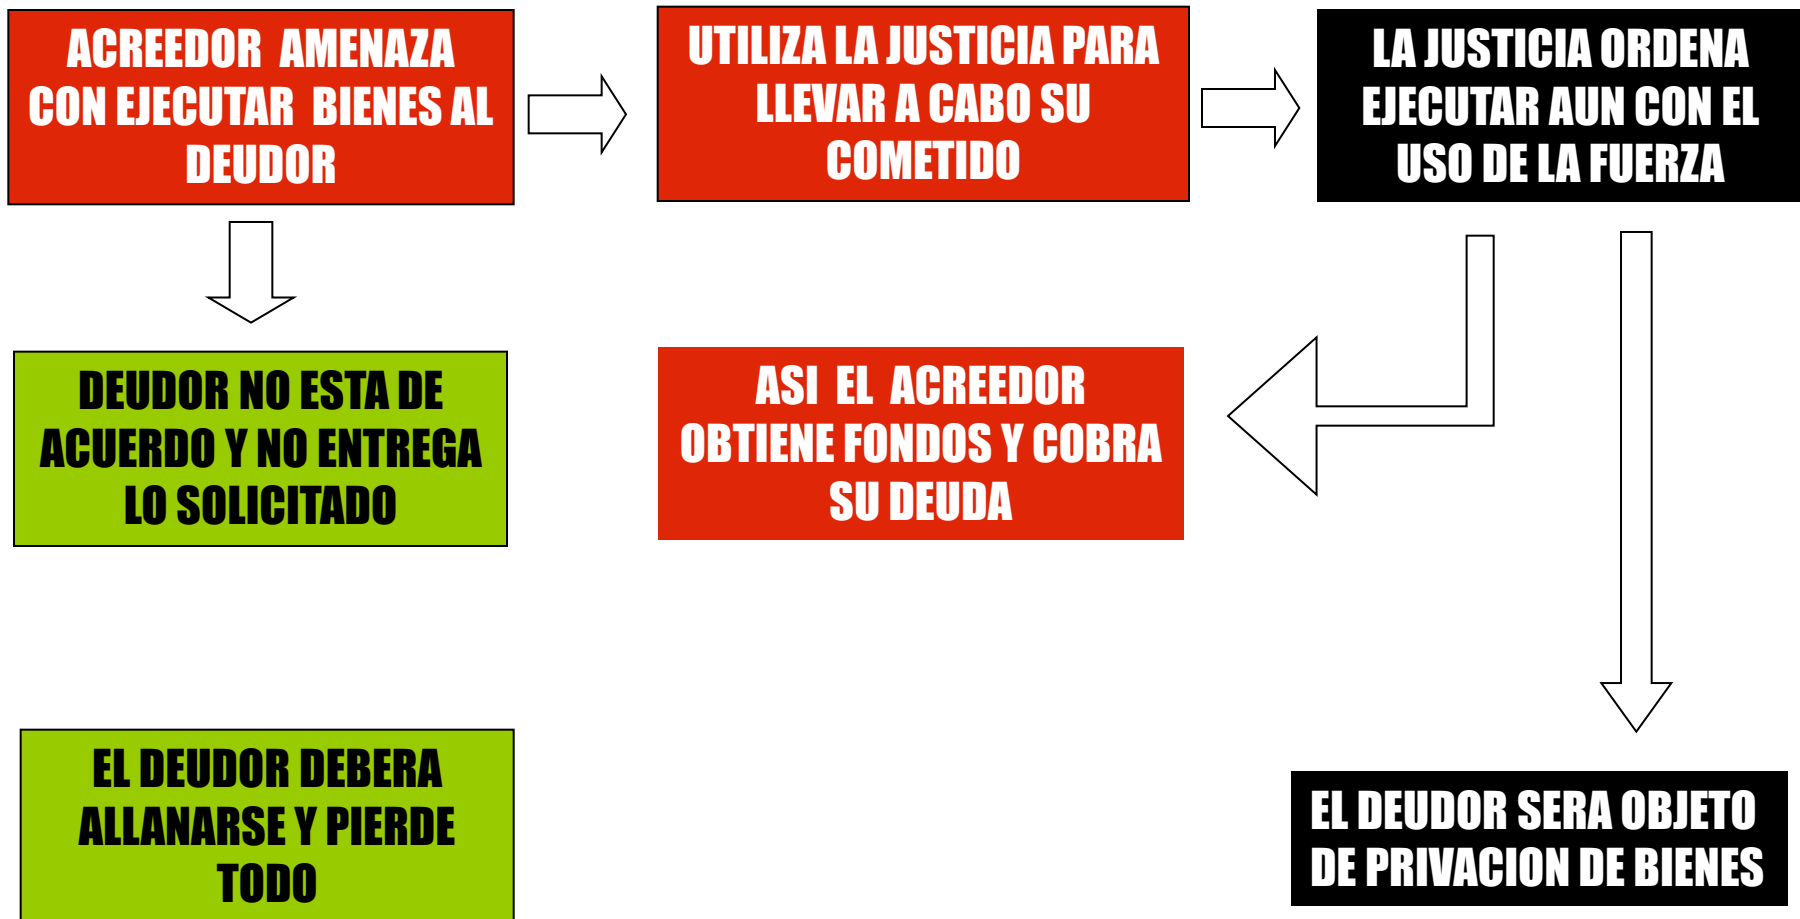 ACREEDOR AMENAZA
CON EJECUTAR BIENES AL
DEUDOR
UTILIZA LA JUSTICIA PARA
LLEVAR A CABO SU
COMETIDO
LA JUSTICIA ORDENA
EJECUTAR AUN CON EL
USO DE LA FUERZA
DEUDOR NO ESTA DE
ACUERDO Y NO ENTREGA
LO SOLICITADO
ASI EL ACREEDOR
OBTIENE FONDOS Y COBRA
SU DEUDA
EL DEUDOR DEBERA
ALLANARSE Y PIERDE
TODO
EL DEUDOR SERA OBJETO
DE PRIVACION DE BIENES